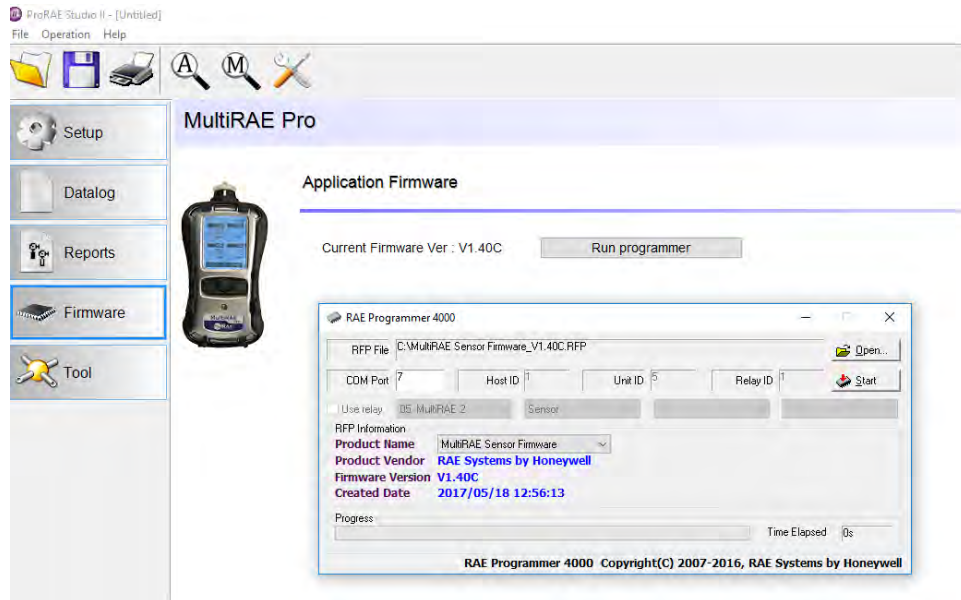 ProRAE Studio II - [Untitled]
File Operation Help
A M
Setup
MultiRAE Pro
Datalog
Application Firmware
Reports
Current Firmware Ver : V1.40C Run programmer
Firmware
Tool
RAE Programmer 4000
RFP File C:\MultiRAE Sensor Firmware_V1.40C.RFP Open...
COM Port 7 Host ID 1 Unit ID 5 Relay ID 1 Start
Use relay 05 MultiRAE 2 Sensor
RFP Information
Product Name MultiRAE Sensor Firmware
Product Vendor RAE Systems by Honeywell
Firmware Version V1.40C
Created Date 2017/05/18 12:56:13
Progress
Time Elapsed 0s
RAE Programmer 4000 Copyright(C) 2007-2016, RAE Systems by Honeywell